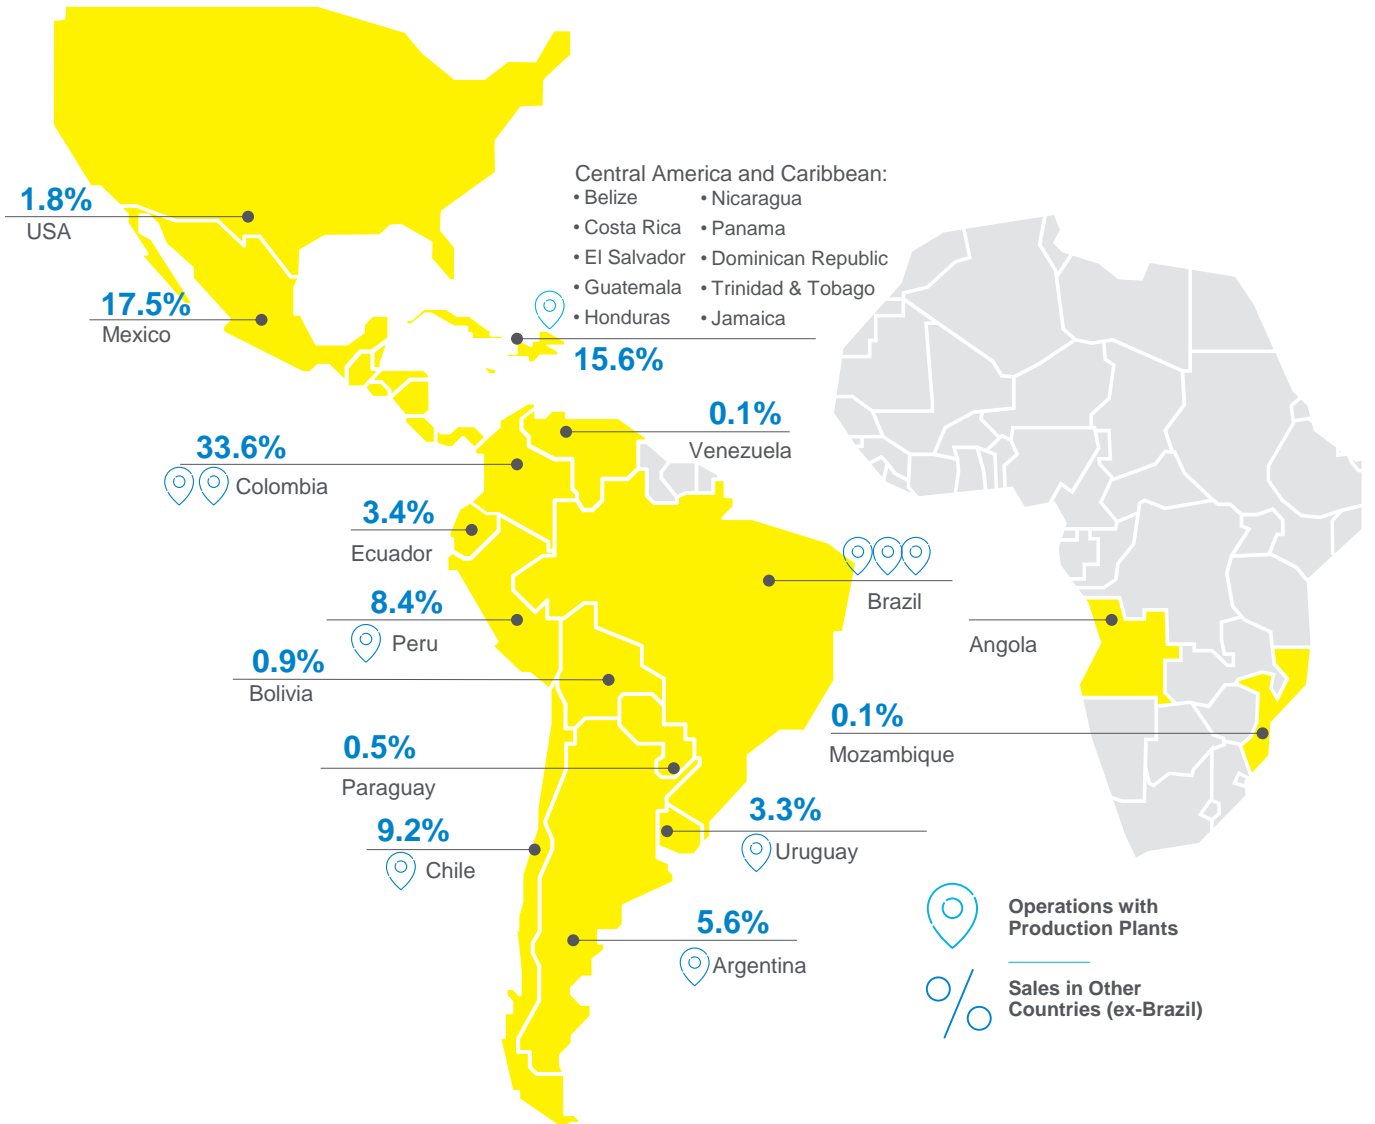 Central America and Caribbean:
• Belize
• Costa Rica
• El Salvador
• Guatemala
• Honduras
• Nicaragua
• Panama
• Dominican Republic
• Trinidad & Tobago
• Jamaica
15.6%
1.8%
USA
17.5%
Mexico
0.1%
Venezuela
33.6%
Colombia
3.4%
Ecuador
Brazil
8.4%
Peru
Angola
0.9%
Bolivia
0.1%
Mozambique
0.5%
Paraguay
3.3%
Uruguay
9.2%
Chile
5.6%
Argentina
Operations with
Production Plants
Sales in Other
Countries (ex-Brazil)